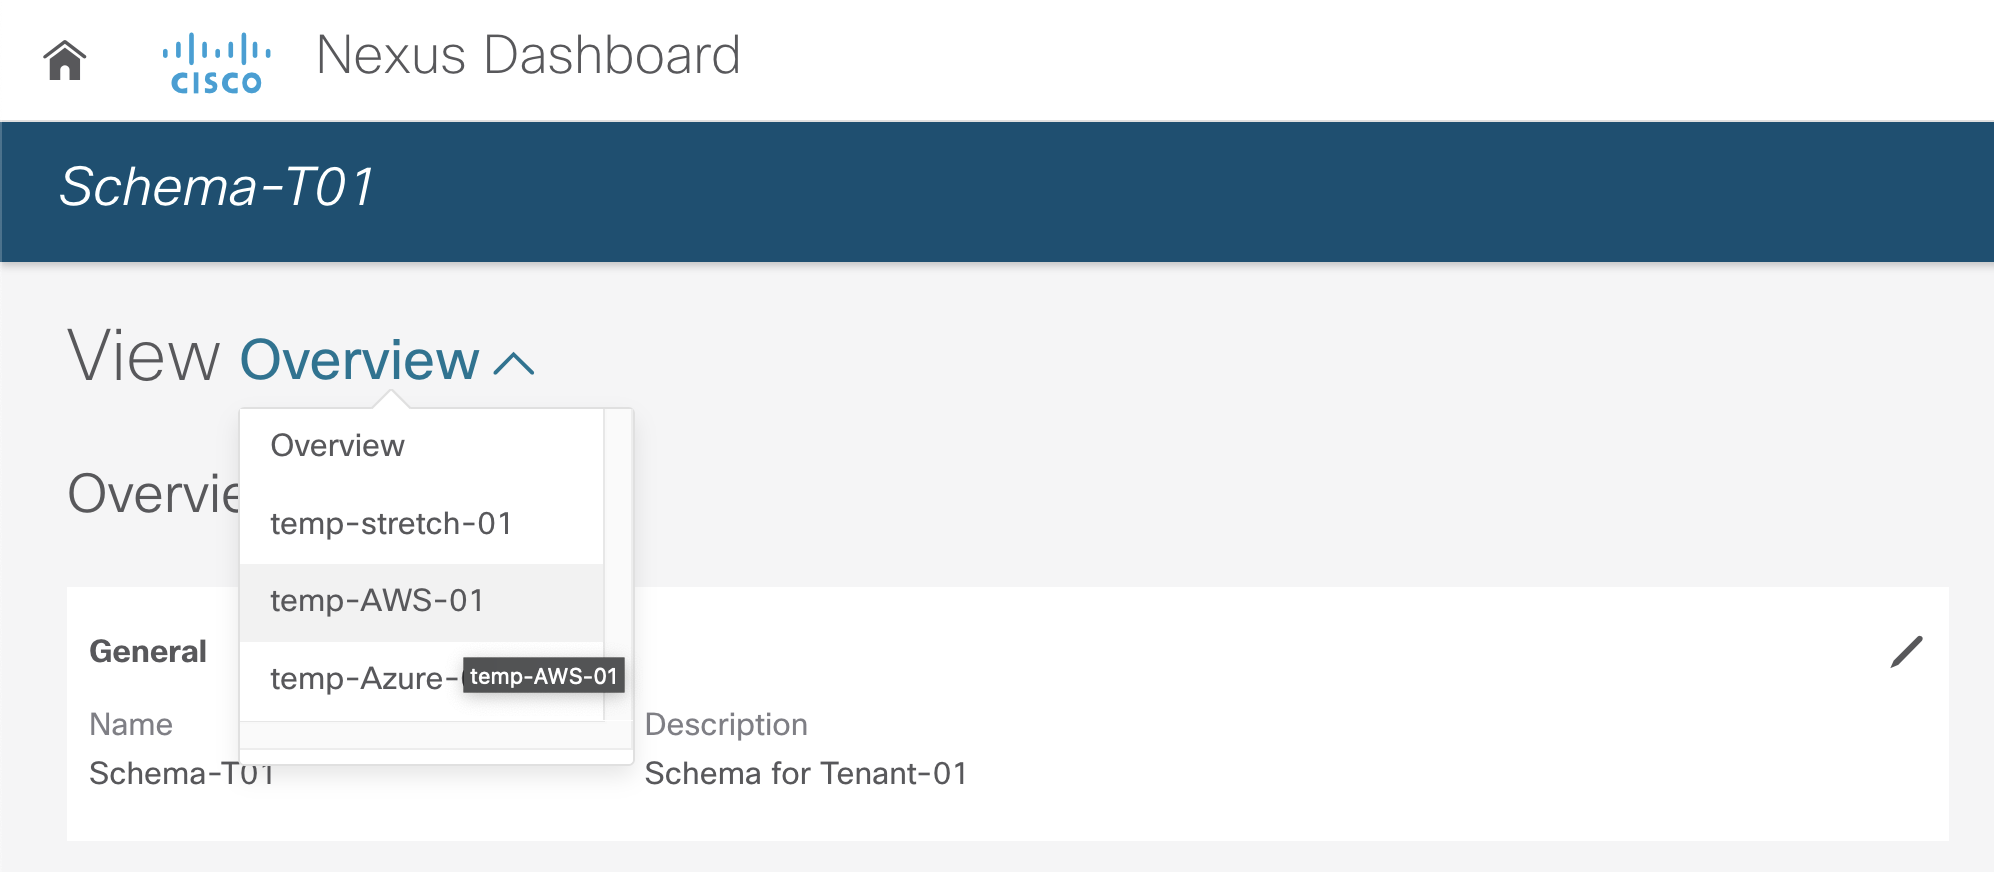 CISCO
Nexus Dashboard
Schema-T01
View Overview
Overview
temp-stretch-01
temp-AWS-01
temp-Azure-
temp-AWS-01
General
Name
Schema-T01
Description
Schema for Tenant-01